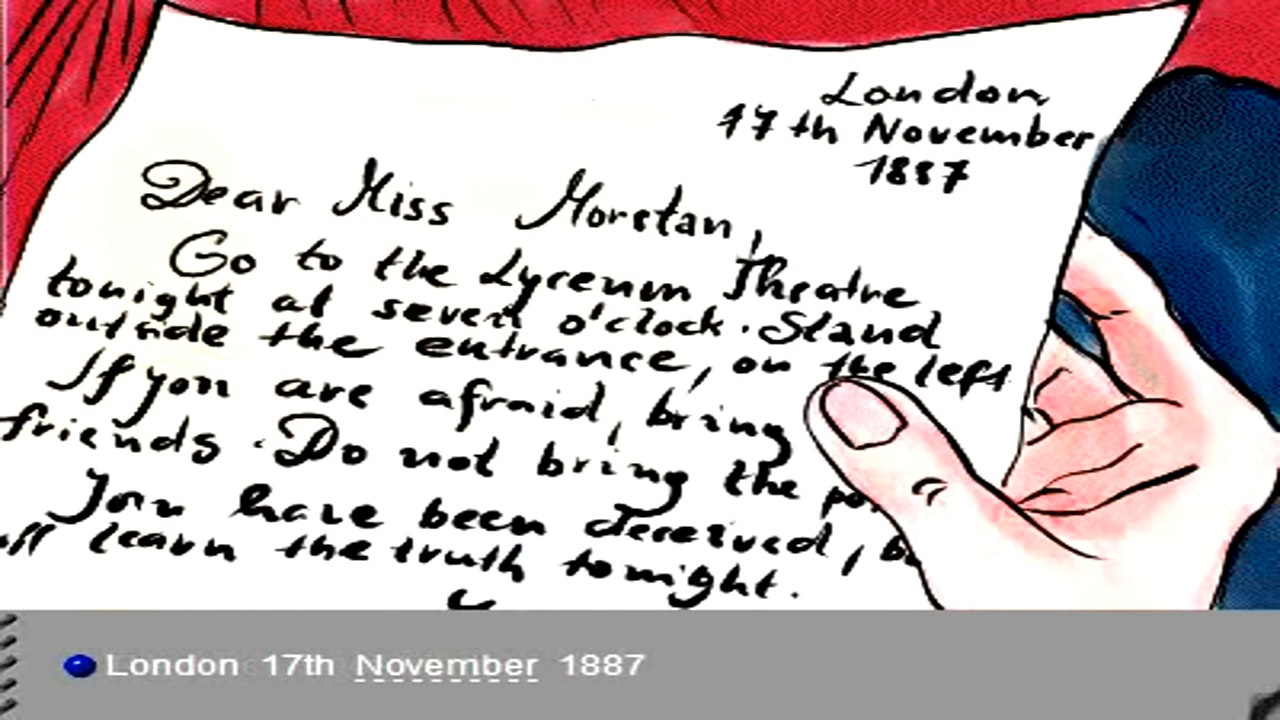 London
17th November
1887
Dear Miss Morstan,
Go to the Lyceum Theatre
tonight at seven o'clock. Stand
outside the entrance, on the left
If you are afraid, bring
friends. Do not bring the
You have been deceived,
learn the truth tonight.
London 17th November 1887